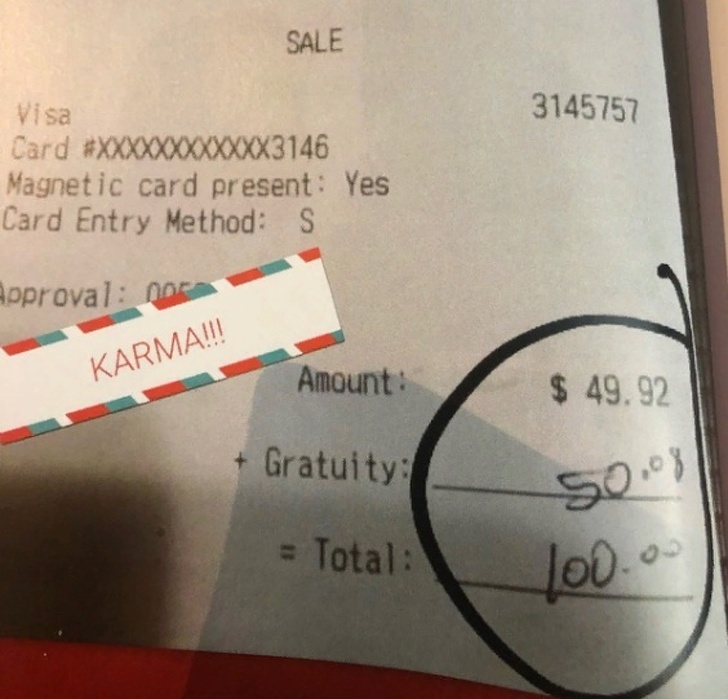 SALE
Visa 3145757
Card #XXXXXXXXXXXX3146
Magnetic card present: Yes
Card Entry Method: S
Approval:
KARMA!!!
Amount: $ 49.92
+ Gratuity: 50.08
= Total: 100.00